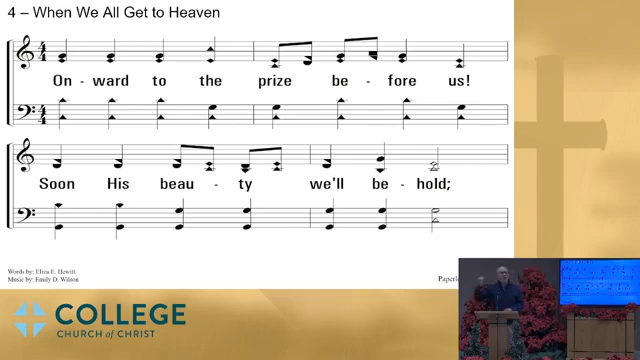 4 – When We All Get to Heaven
On - ward to the prize be - fore us!
Soon His beau - ty we'll be - hold;
Words by: Eliza E. Hewitt
Music by: Emily D. Wilson
COLLEGE
CHURCH of CHRIST